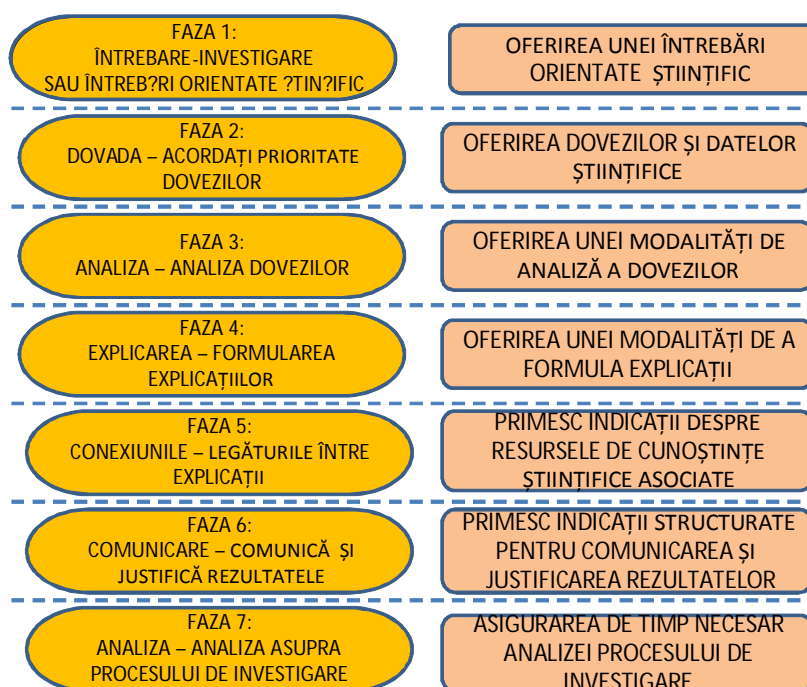 FAZA 1:
ÎNTREBARE-INVESTIGARE
SAU ÎNTREB?RI ORIENTATE ?TIN?IFIC
OFERIREA UNEI ÎNTREBĂRI
ORIENTATE ȘTIINȚIFIC
FAZA 2:
DOVADA – ACORDAȚI PRIORITATE
DOVEZILOR
OFERIREA DOVEZILOR ȘI DATELOR
ȘTIINȚIFICE
FAZA 3:
ANALIZA – ANALIZA DOVEZILOR
OFERIREA UNEI MODALITĂȚI DE
ANALIZĂ A DOVEZILOR
FAZA 4:
EXPLICAREA – FORMULAREA
EXPLICAȚIILOR
OFERIREA UNEI MODALITĂȚI DE A
FORMULA EXPLICAȚII
FAZA 5:
CONEXIUNILE – LEGĂTURILE ÎNTRE
EXPLICAȚII
PRIMESC INDICAȚII DESPRE
RESURSELE DE CUNOȘTINȚE
ȘTIINȚIFICE ASOCIATE
FAZA 6:
COMUNICARE – COMUNICĂ ȘI
JUSTIFICĂ REZULTATELE
PRIMESC INDICAȚII STRUCTURATE
PENTRU COMUNICAREA ȘI
JUSTIFICAREA REZULTATELOR
FAZA 7:
ANALIZA – ANALIZA ASUPRA
PROCESULUI DE INVESTIGARE
ASIGURAREA DE TIMP NECESAR
ANALIZEI PROCESULUI DE
INVESTIGARE